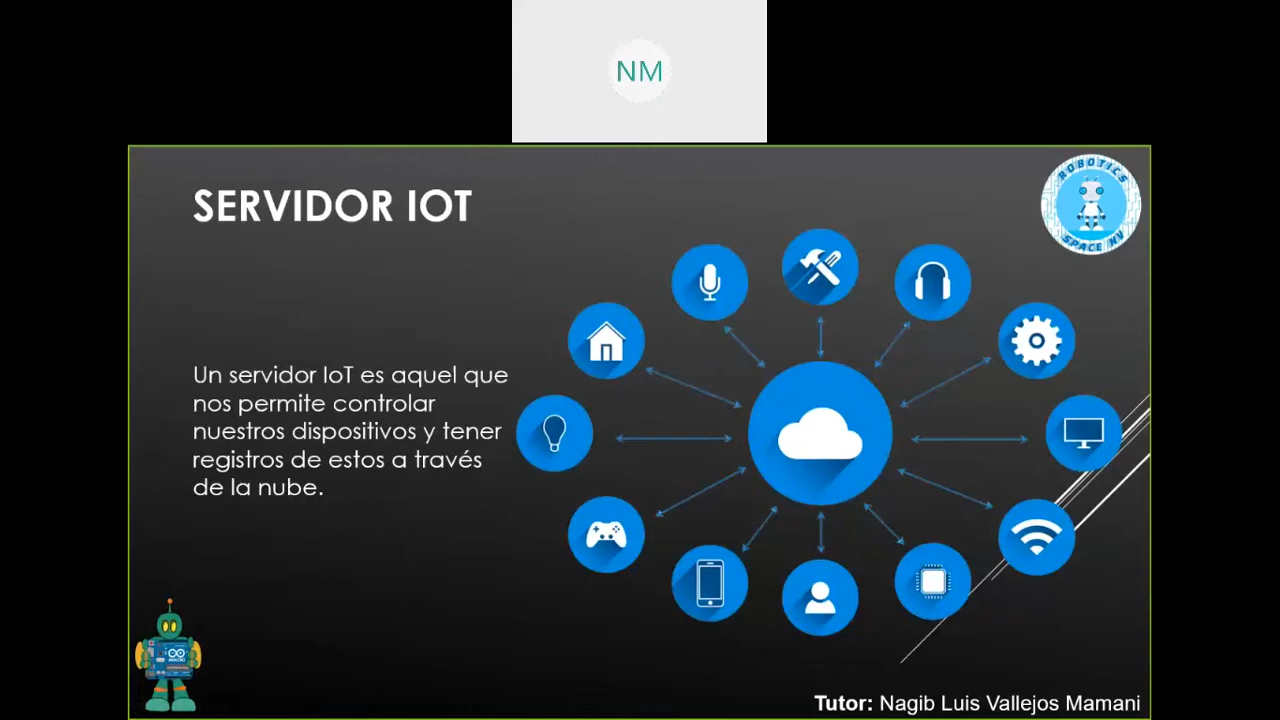 NM
SERVIDOR IOT
ROBOTICS
SPACE NV
Un servidor IoT es aquel que
nos permite controlar
nuestros dispositivos y tener
registros de estos a través
de la nube.
Tutor: Nagib Luis Vallejos Mamani